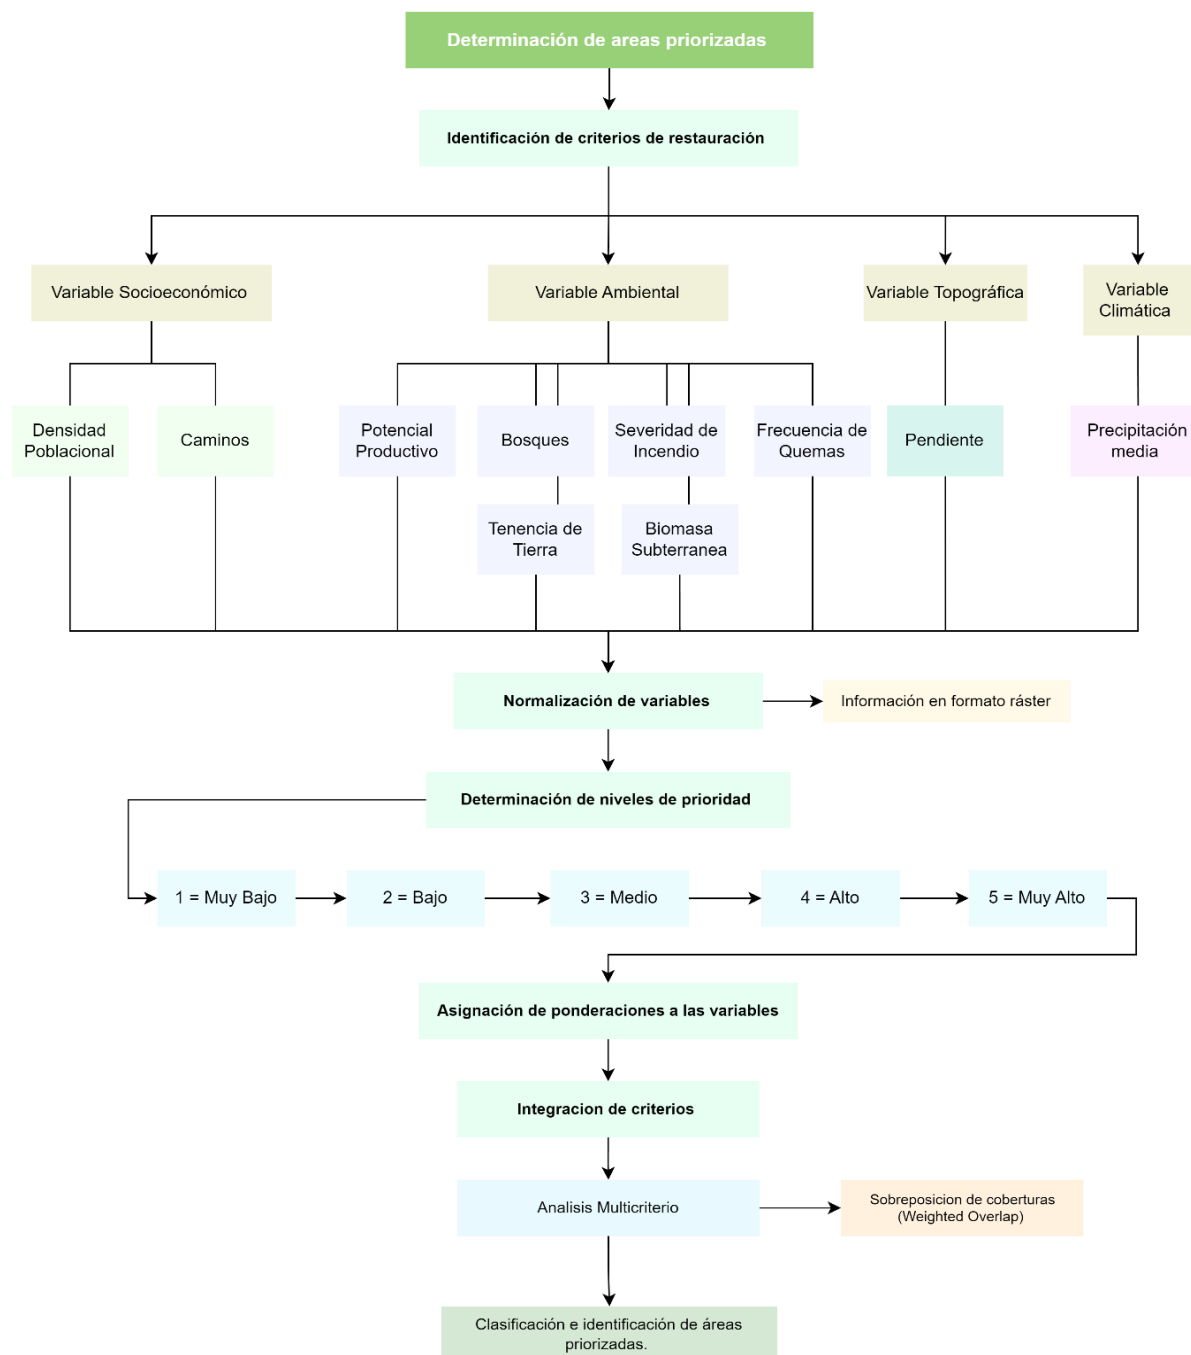 Determinación de areas priorizadas
Identificación de criterios de restauración
Variable Socioeconómico
Variable Ambiental
Variable Topográfica
Variable
Climática
Densidad
Poblacional
Caminos
Potencial
Productivo
Bosques
Severidad de
Incendio
Frecuencia de
Quemas
Pendiente
Precipitación
media
Tenencia de
Tierra
Biomasa
Subterranea
Normalización de variables
Información en formato ráster
Determinación de niveles de prioridad
1 = Muy Bajo
2 = Bajo
3 = Medio
4 = Alto
5 = Muy Alto
Asignación de ponderaciones a las variables
Integracion de criterios
Analisis Multicriterio
Sobreposicion de coberturas
(Weighted Overlap)
Clasificación e identificación de áreas
priorizadas.